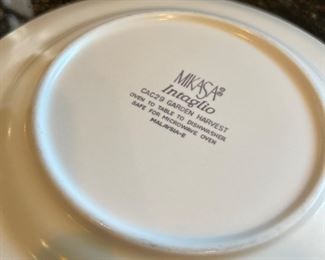 MIKASA
Intaglio
CAC29 GARDEN HARVEST
OVEN TO TABLE TO DISHWASHER
SAFE FOR MICROWAVE OVEN
MALAYSIA-E